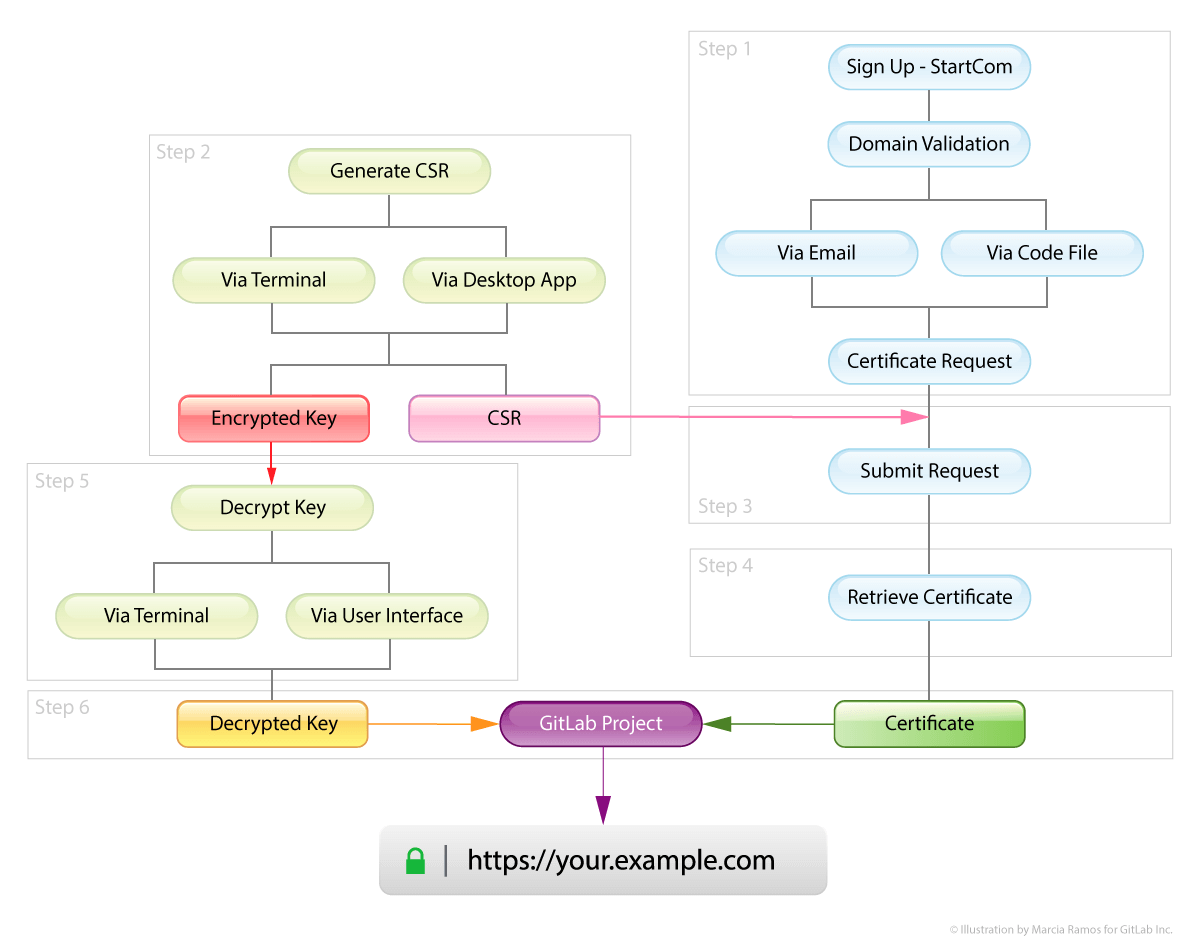 Step 1
Sign Up - StartCom
Domain Validation
Via Email
Via Code File
Certificate Request
Step 2
Generate CSR
Via Terminal
Via Desktop App
Encrypted Key
CSR
Submit Request
Step 3
Step 4
Retrieve Certificate
Step 5
Decrypt Key
Via Terminal
Via User Interface
Step 6
Decrypted Key
GitLab Project
Certificate
https://your.example.com
© Illustration by Marcia Ramos for GitLab Inc.